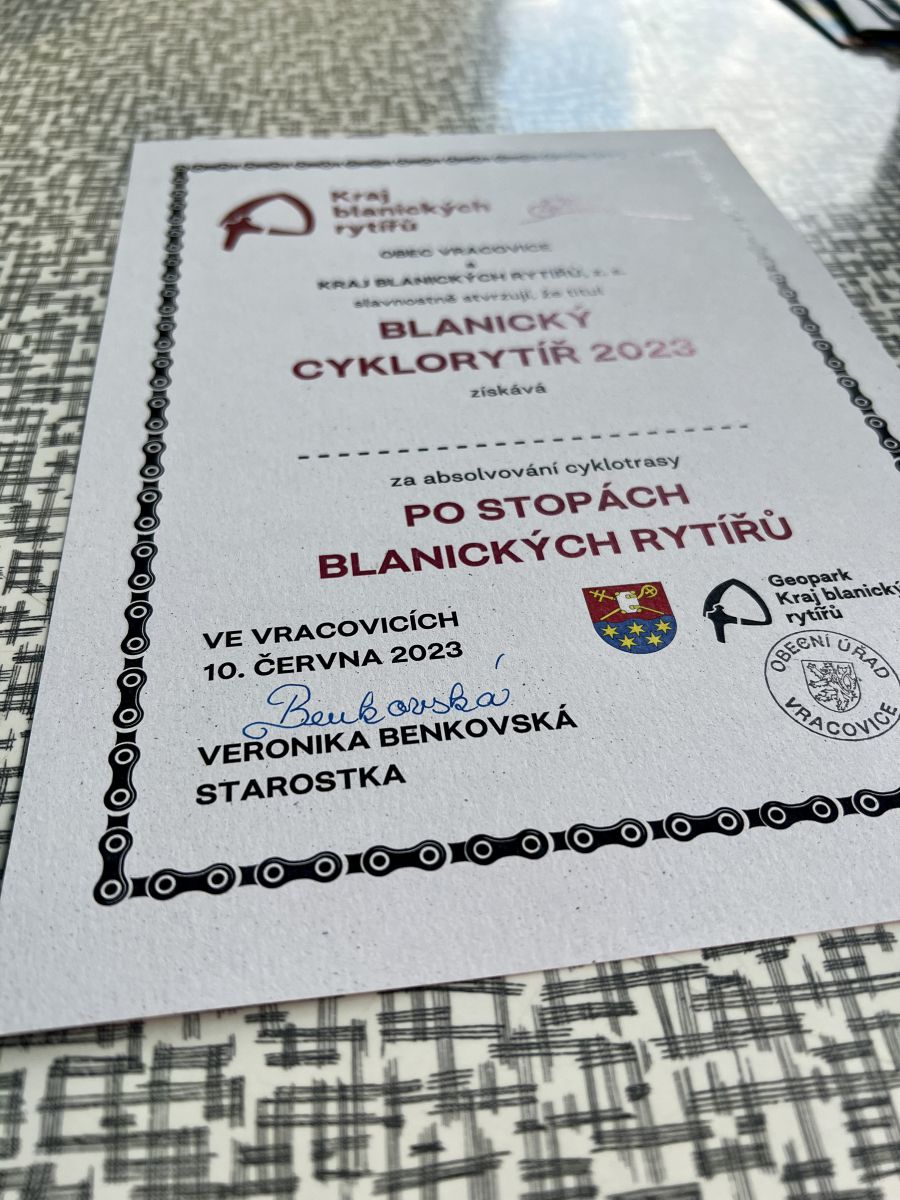 Kraj
blanických
rytířů
OBEC VRACOVICE
a
KRAJ BLANICKÝCH RYTÍŘŮ, z. s.
slavnostně stvrzují, že titul
BLANICKÝ
CYKLORYTÍŘ 2023
získává
za absolvování cyklotrasy
PO STOPÁCH
BLANICKÝCH RYTÍŘŮ
VE VRACOVICÍCH
10. ČERVNA 2023
Benkovská
VERONIKA BENKOVSKÁ
STAROSTKA
Geopark
Kraj blanický
rytířů
OBECNÍ ÚŘAD
VRACOVICE